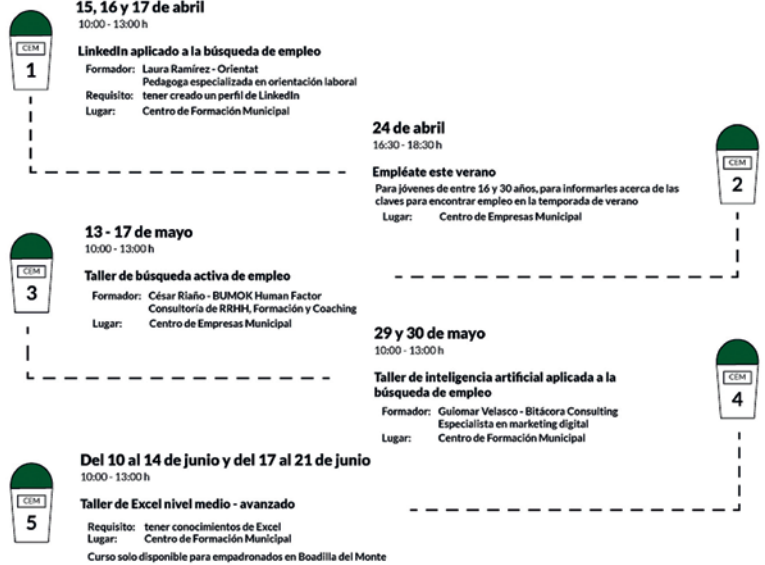 15, 16 y 17 de abril
10:00 - 13:00 h
CEM
1
LinkedIn aplicado a la búsqueda de empleo
Formador: Laura Ramírez - Orientat
Pedagoga especializada en orientación laboral
Requisito: tener creado un perfil de LinkedIn
Lugar: Centro de Formación Municipal
24 de abril
16:30 - 18:30 h
CEM
2
Empléate este verano
Para jóvenes de entre 16 y 30 años, para informarles acerca de las
claves para encontrar empleo en la temporada de verano
Lugar: Centro de Empresas Municipal
13 - 17 de mayo
10:00 - 13:00 h
CEM
3
Taller de búsqueda activa de empleo
Formador: César Riaño - BUMOK Human Factor
Consultoría de RRHH, Formación y Coaching
Lugar: Centro de Empresas Municipal
29 y 30 de mayo
10:00 - 13:00 h
CEM
4
Taller de inteligencia artificial aplicada a la
búsqueda de empleo
Formador: Guiomar Velasco - Bitácora Consulting
Especialista en marketing digital
Lugar: Centro de Formación Municipal
Del 10 al 14 de junio y del 17 al 21 de junio
10:00 - 13:00 h
CEM
5
Taller de Excel nivel medio - avanzado
Requisito: tener conocimientos de Excel
Lugar: Centro de Formación Municipal
Curso solo disponible para empadronados en Boadilla del Monte